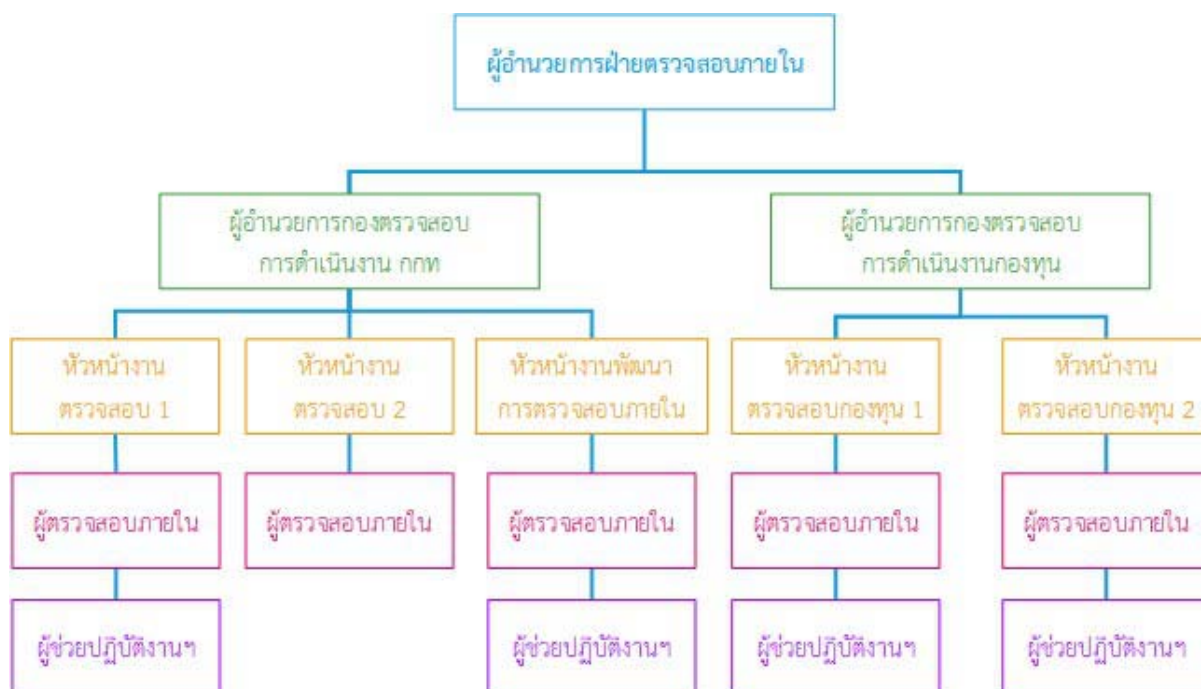 ผู้อำนวยการฝ่ายตรวจสอบภายใน
ผู้อำนวยการกองตรวจสอบ
การดำเนินงาน กกท
ผู้อำนวยการกองตรวจสอบ
การดำเนินงานกองทุน
หัวหน้างาน
ตรวจสอบ 1
หัวหน้างาน
ตรวจสอบ 2
หัวหน้างานพัฒนา
การตรวจสอบภายใน
หัวหน้างาน
ตรวจสอบกองทุน 1
หัวหน้างาน
ตรวจสอบกองทุน 2
ผู้ตรวจสอบภายใน
ผู้ตรวจสอบภายใน
ผู้ตรวจสอบภายใน
ผู้ตรวจสอบภายใน
ผู้ตรวจสอบภายใน
ผู้ช่วยปฏิบัติงานฯ
ผู้ช่วยปฏิบัติงานฯ
ผู้ช่วยปฏิบัติงานฯ
ผู้ช่วยปฏิบัติงานฯ